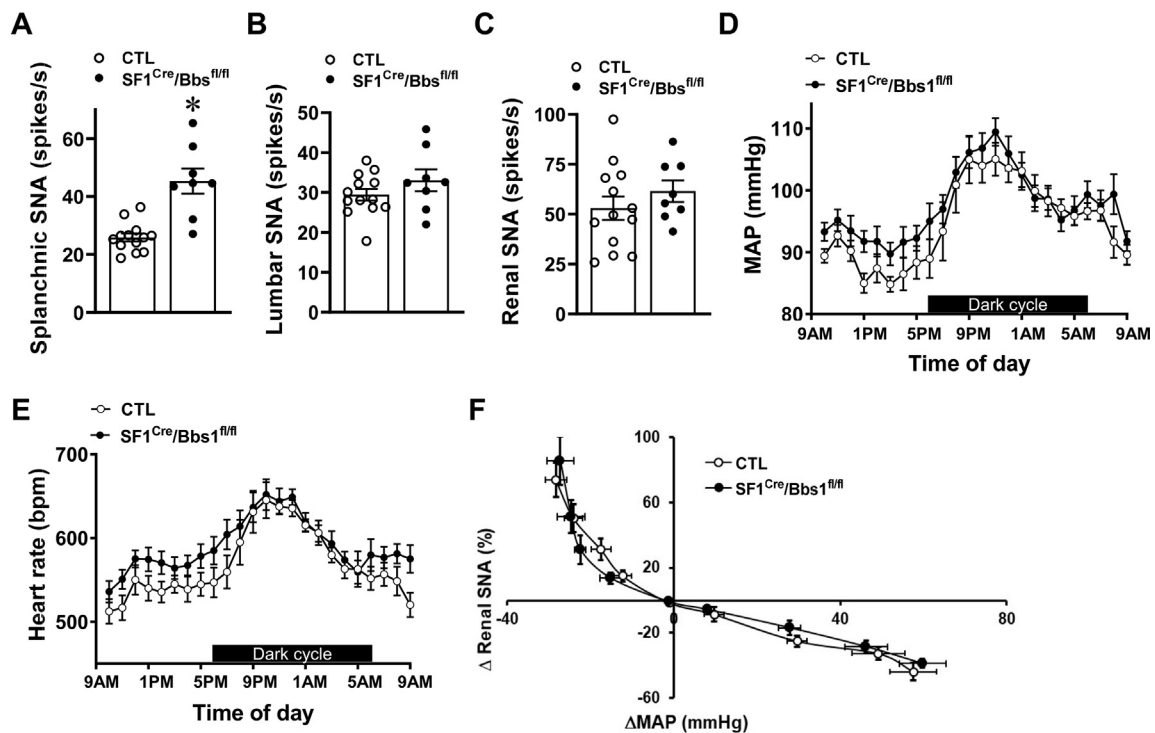 A
CTL
SF1Cre/Bbsfl/fl
Splanchnic SNA (spikes/s)
60
40
20
0
*
B
CTL
SF1Cre/Bbsfl/fl
Lumbar SNA (spikes/s)
50
40
30
20
10
0
C
CTL
SF1Cre/Bbsfl/fl
Renal SNA (spikes/s)
100
75
50
25
0
D
CTL
SF1Cre/Bbs1fl/fl
MAP (mmHg)
110
100
90
80
Dark cycle
9AM 1PM 5PM 9PM 1AM 5AM 9AM
Time of day
E
CTL
SF1Cre/Bbs1fl/fl
Heart rate (bpm)
700
600
500
Dark cycle
9AM 1PM 5PM 9PM 1AM 5AM 9AM
Time of day
F
CTL
SF1Cre/Bbs1fl/fl
Δ Renal SNA (%)
100
60
20
-40 0 40 80
-20
-60
ΔMAP (mmHg)